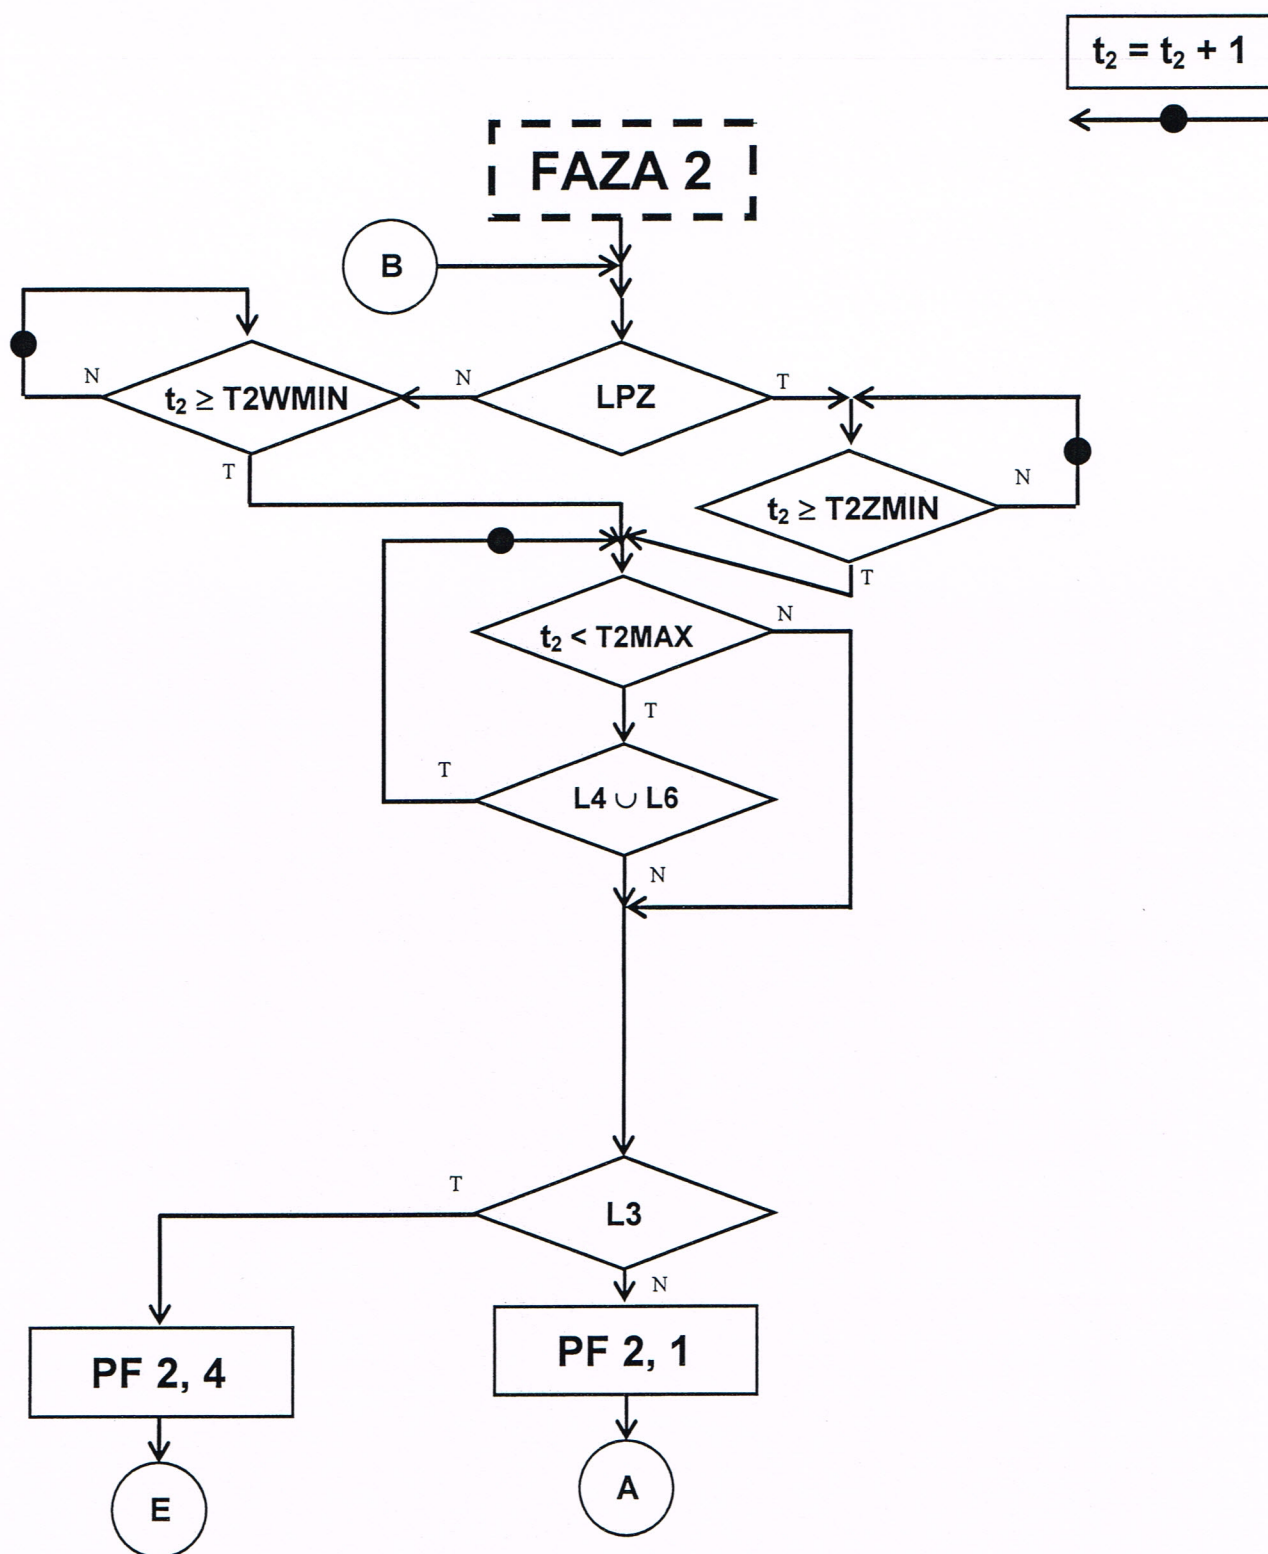 t₂ = t₂ + 1
FAZA 2
B
N
t₂ ≥ T2WMIN
N
LPZ
T
T
t₂ ≥ T2ZMIN
N
T
t₂ < T2MAX
N
T
T
L4 ∪ L6
N
T
L3
N
PF 2, 4
PF 2, 1
E
A